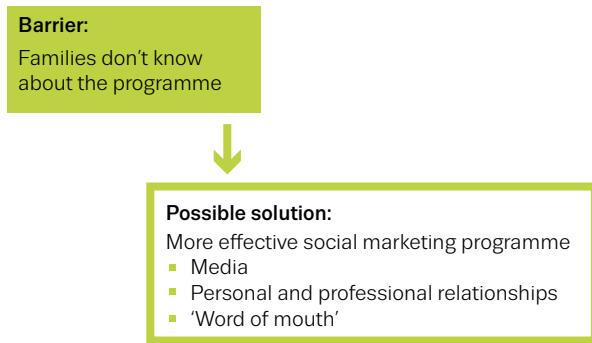 Barrier:
Families don’t know
about the programme
Possible solution:
More effective social marketing programme
▪ Media
▪ Personal and professional relationships
▪ ‘Word of mouth’